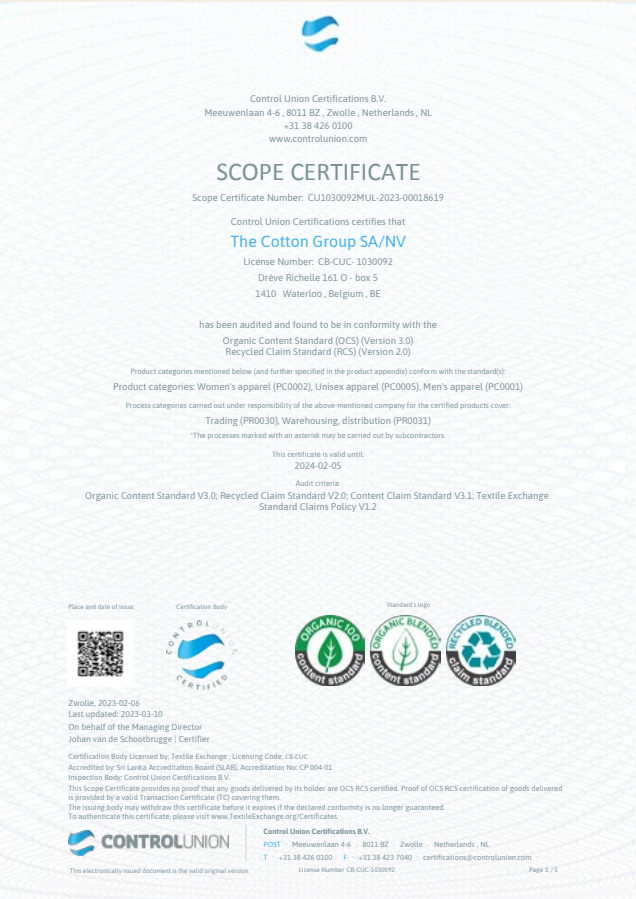 Control Union Certifications B.V.
Meeuwenlaan 4-6 , 8011 BZ , Zwolle , Netherlands , NL
+31 38 426 0100
www.controlunion.com
SCOPE CERTIFICATE
Scope Certificate Number: CU1030092MUL-2023-00018619
Control Union Certifications certifies that
The Cotton Group SA/NV
License Number: CB-CUC- 1030092
Drève Richelle 161 O - box 5
1410 Waterloo , Belgium , BE
has been audited and found to be in conformity with the
Organic Content Standard (OCS) (Version 3.0)
Recycled Claim Standard (RCS) (Version 2.0)
Product categories mentioned below (and further specified in the product appendix) conform with the standard(s):
Product categories: Women's apparel (PC0002), Unisex apparel (PC0005), Men's apparel (PC0001)
Process categories carried out under responsibility of the above-mentioned company for the certified products cover:
Trading (PR0030), Warehousing, distribution (PR0031)
*The processes marked with an asterisk may be carried out by subcontractors.
This certificate is valid until:
2024-02-05
Audit criteria:
Organic Content Standard V3.0; Recycled Claim Standard V2.0; Content Claim Standard V3.1; Textile Exchange
Standard Claims Policy V1.2
Place and date of issue:
Certification Body
Standard's logo
CONTROLUNION
CERTIFIED
ORGANIC 100
content standard
ORGANIC BLENDED
content standard
RECYCLED BLENDED
claim standard
Zwolle, 2023-02-06
Last updated: 2023-03-10
On behalf of the Managing Director
Johan van de Schootbrugge | Certifier
Certification Body Licensed by: Textile Exchange ; Licensing Code: CB-CUC
Accredited by: Sri Lanka Accreditation Board (SLAB), Accreditation No: CP 004-01
Inspection Body: Control Union Certifications B.V.
This Scope Certificate provides no proof that any goods delivered by its holder are OCS RCS certified. Proof of OCS RCS certification of goods delivered
is provided by a valid Transaction Certificate (TC) covering them.
The issuing body may withdraw this certificate before it expires if the declared conformity is no longer guaranteed.
To authenticate this certificate, please visit www.TextileExchange.org/Certificates.
CONTROLUNION
Control Union Certifications B.V.
POST · Meeuwenlaan 4-6 · 8011 BZ · Zwolle · Netherlands , NL
T · +31 38 426 0100 F · +31 38 423 7040 · certifications@controlunion.com
This electronically issued document is the valid original version.
License Number CB-CUC-1030092
Page 1 / 5